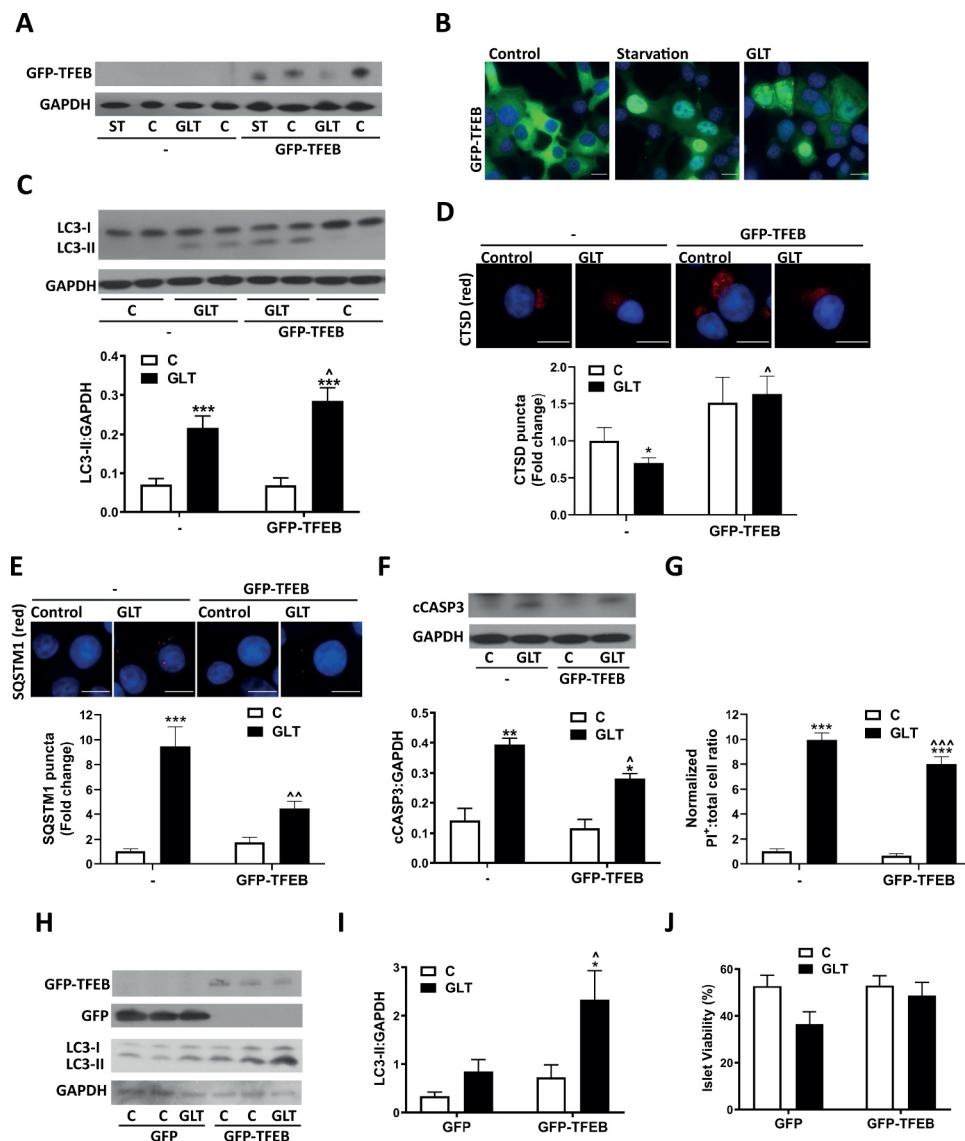 A
GFP-TFEB
GAPDH
ST C GLT C ST C GLT C
- GFP-TFEB
B
Control Starvation GLT
GFP-TFEB
C
LC3-I
LC3-II
GAPDH
C GLT GLT C
- GFP-TFEB
C
GLT
0.4
0.3
0.2
0.1
0.0
LC3-II:GAPDH
***
^
***
- GFP-TFEB
D
- GFP-TFEB
Control GLT Control GLT
CTSD (red)
C
GLT
2.0
1.5
1.0
0.5
0.0
CTSD puncta
(Fold change)
*
^
- GFP-TFEB
E
- GFP-TFEB
Control GLT Control GLT
SQSTM1 (red)
C
GLT
12
10
8
6
4
2
0
SQSTM1 puncta
(Fold change)
***
^^
- GFP-TFEB
F
cCASP3
GAPDH
C GLT C GLT
- GFP-TFEB
C
GLT
0.5
0.4
0.3
0.2
0.1
0.0
cCASP3:GAPDH
**
^
*
- GFP-TFEB
G
C
GLT
12
10
8
6
4
2
0
Normalized
PI⁺:total cell ratio
***
^^^
***
- GFP-TFEB
H
GFP-TFEB
GFP
LC3-I
LC3-II
GAPDH
C C GLT C C GLT
GFP GFP-TFEB
I
C
GLT
3
2
1
0
LC3-II:GAPDH
^
*
GFP GFP-TFEB
J
C
GLT
60
40
20
0
Islet Viability (%)
GFP GFP-TFEB